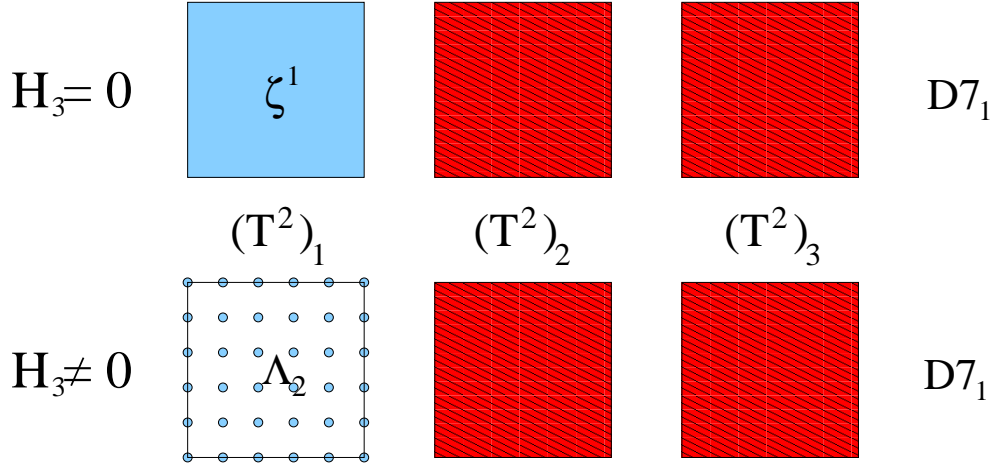 H₃= 0 ζ¹ D7₁
(T²)₁ (T²)₂ (T²)₃
H₃≠ 0 Λ₂ D7₁